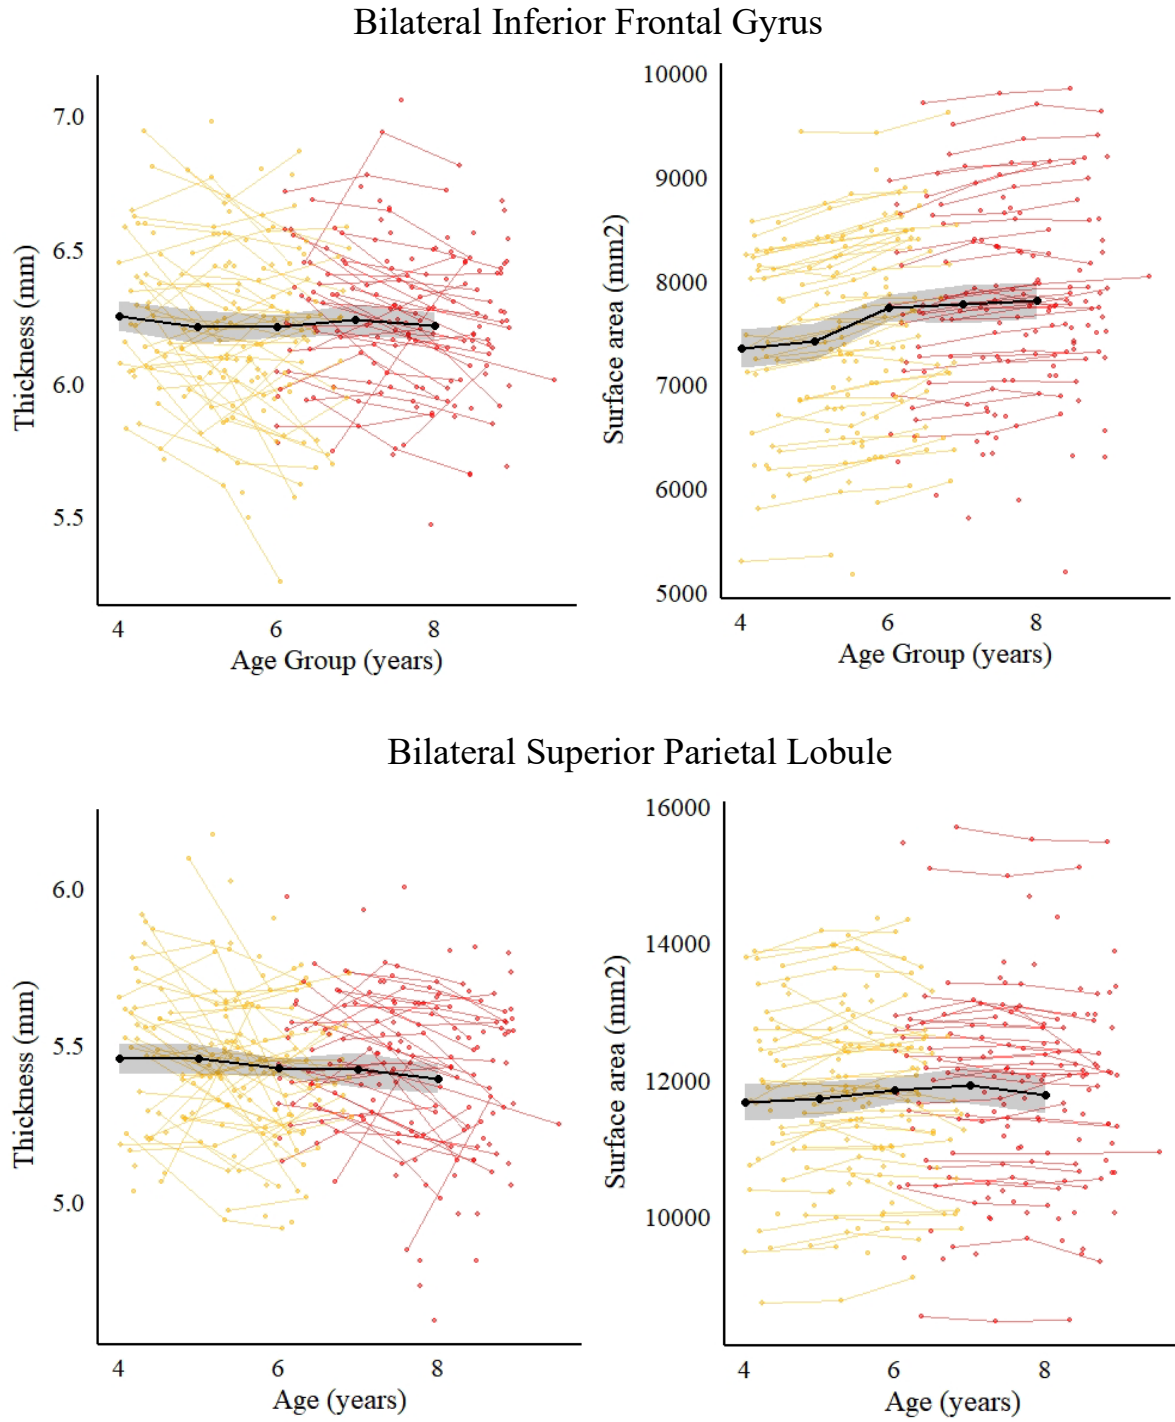 Bilateral Inferior Frontal Gyrus
Thickness (mm)
7.0
6.5
6.0
5.5
4 6 8
Age Group (years)
Surface area (mm2)
10000
9000
8000
7000
6000
5000
4 6 8
Age Group (years)
Bilateral Superior Parietal Lobule
Thickness (mm)
6.0
5.5
5.0
4 6 8
Age (years)
Surface area (mm2)
16000
14000
12000
10000
4 6 8
Age (years)